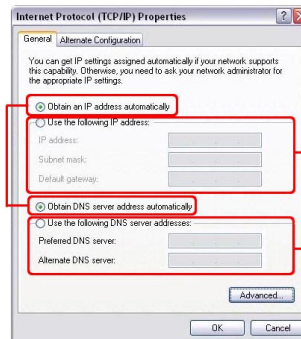 Internet Protocol (TCP/IP) Properties
General
Alternate Configuration
You can get IP settings assigned automatically if your network supports
this capability. Otherwise, you need to ask your network administrator for
the appropriate IP settings.
Obtain an IP address automatically
Use the following IP address:
IP address:
Subnet mask:
Default gateway:
Obtain DNS server address automatically
Use the following DNS server addresses:
Preferred DNS server:
Alternate DNS server:
Advanced...
OK
Cancel